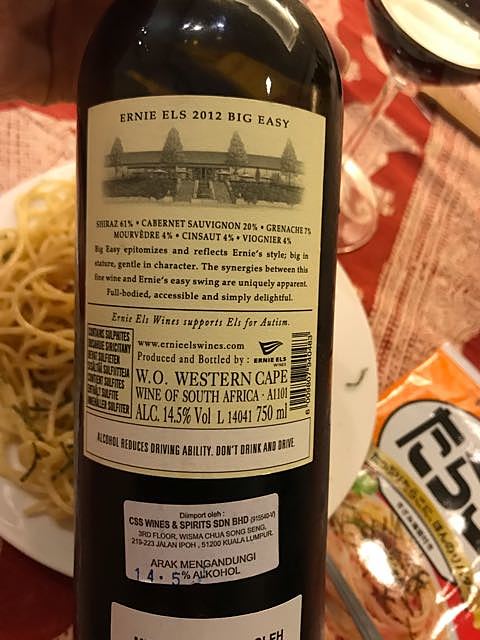 ERNIE ELS 2012 BIG EASY
SHIRAZ 61% • CABERNET SAUVIGNON 20% • GRENACHE 7%
MOURVÈDRE 4% • CINSAUT 4% • VIOGNIER 4%
Big Easy epitomizes and reflects Ernie's style; big in
stature, gentle in character. The synergies between this
fine wine and Ernie's easy swing are uniquely apparent.
Full-bodied, accessible and simply delightful.
Ernie Els Wines supports Els for Autism.
CONTAINS SULPHITES
www.ernieelswines.com
Produced and Bottled by :
ERNIE ELS
WINES
W.O. WESTERN CAPE
WINE OF SOUTH AFRICA · A1101
ALC. 14.5% Vol L 14041 750 ml
ALCOHOL REDUCES DRIVING ABILITY. DON'T DRINK AND DRIVE.
Diimport oleh :
CSS WINES & SPIRITS SDN BHD (915540-V)
3RD FLOOR, WISMA CHUA SONG SENG,
219-223 JALAN IPOH , 51200 KUALA LUMPUR.
ARAK MENGANDUNGI
14.5 % ALKOHOL
たらこ